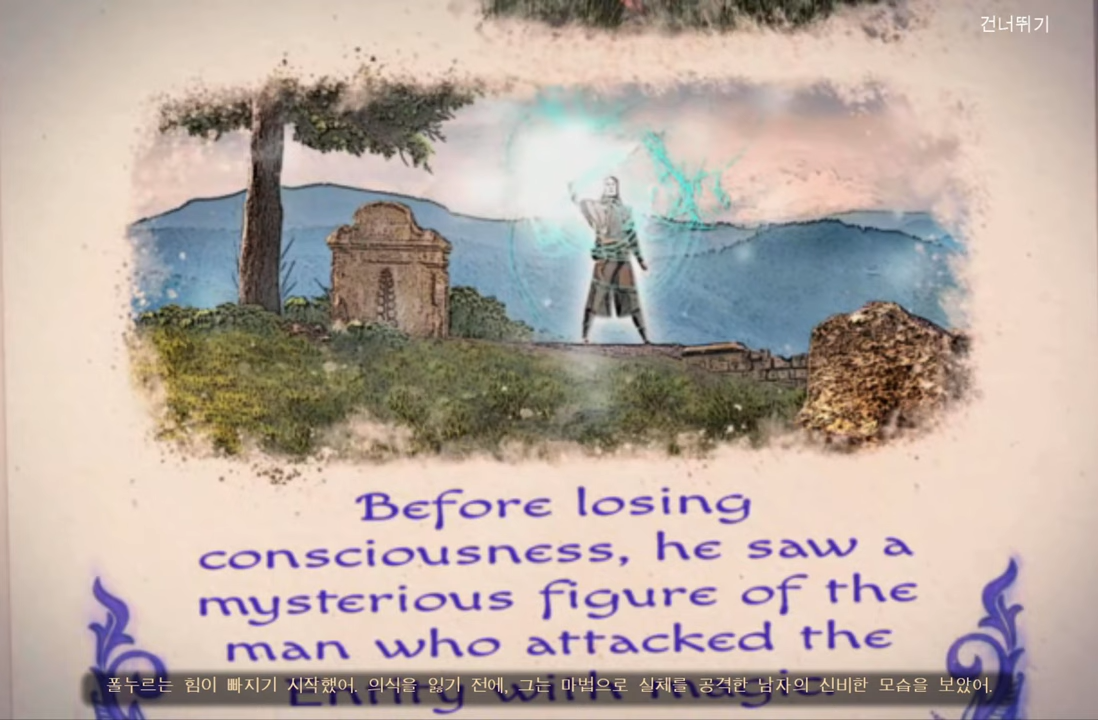 건너뛰기
Before losing
consciousness, he saw a
mysterious figure of the
man who attacked the
Entity with magic.
폴누르는 힘이 빠지기 시작했어. 의식을 잃기 전에, 그는 마법으로 실체를 공격한 남자의 신비한 모습을 보았어.